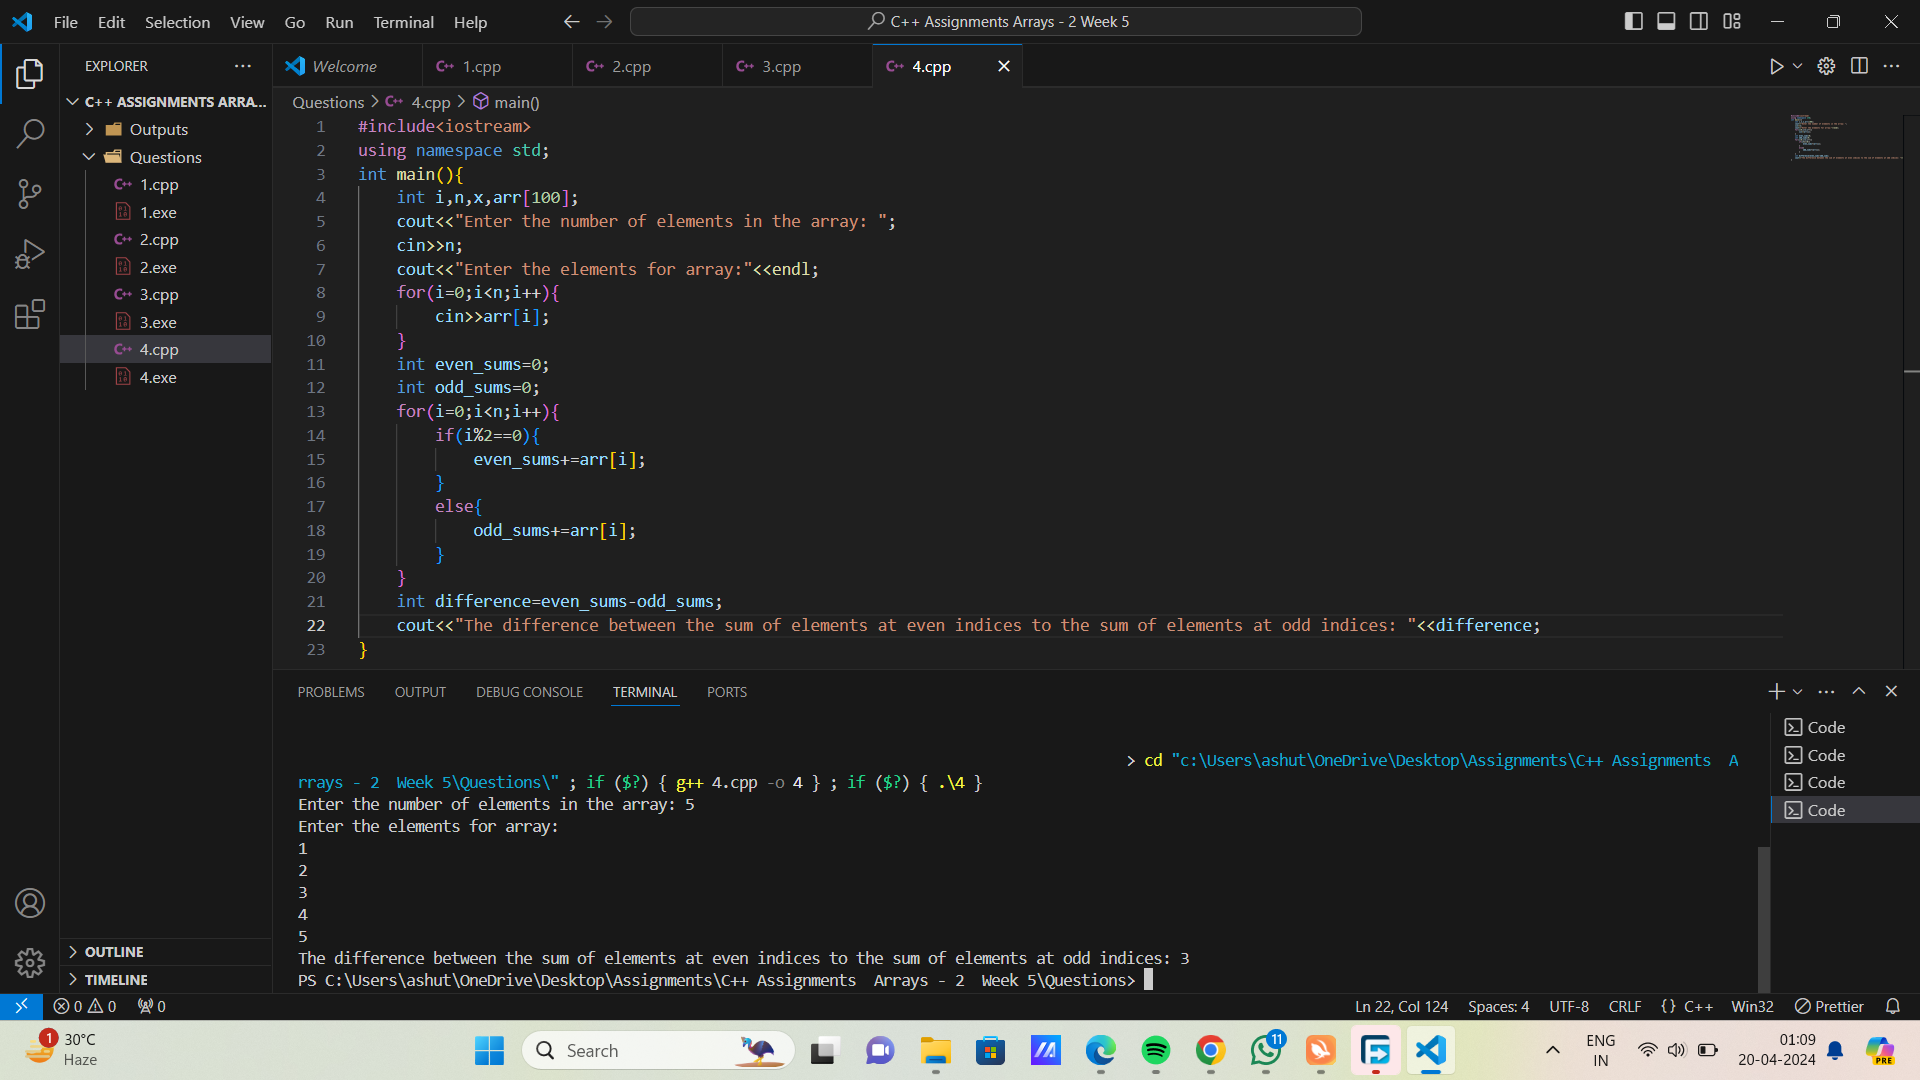 File Edit Selection View Go Run Terminal Help
C++ Assignments Arrays - 2 Week 5
EXPLORER
C++ ASSIGNMENTS ARRA...
Outputs
Questions
1.cpp
1.exe
2.cpp
2.exe
3.cpp
3.exe
4.cpp
4.exe
OUTLINE
TIMELINE
Welcome
1.cpp
2.cpp
3.cpp
4.cpp
Questions > 4.cpp > main()
1 #include<iostream>
2 using namespace std;
3 int main(){
4 int i,n,x,arr[100];
5 cout<<"Enter the number of elements in the array: ";
6 cin>>n;
7 cout<<"Enter the elements for array:"<<endl;
8 for(i=0;i<n;i++){
9 cin>>arr[i];
10 }
11 int even_sums=0;
12 int odd_sums=0;
13 for(i=0;i<n;i++){
14 if(i%2==0){
15 even_sums+=arr[i];
16 }
17 else{
18 odd_sums+=arr[i];
19 }
20 }
21 int difference=even_sums-odd_sums;
22 cout<<"The difference between the sum of elements at even indices to the sum of elements at odd indices: "<<difference;
23 }
PROBLEMS OUTPUT DEBUG CONSOLE TERMINAL PORTS
> cd "c:\Users\ashut\OneDrive\Desktop\Assignments\C++ Assignments  A
rrays - 2  Week 5\Questions\" ; if ($?) { g++ 4.cpp -o 4 } ; if ($?) { .\4 }
Enter the number of elements in the array: 5
Enter the elements for array:
1
2
3
4
5
The difference between the sum of elements at even indices to the sum of elements at odd indices: 3
PS C:\Users\ashut\OneDrive\Desktop\Assignments\C++ Assignments  Arrays - 2  Week 5\Questions>
Code
Code
Code
Code
0 0 0
Ln 22, Col 124 Spaces: 4 UTF-8 CRLF {} C++ Win32 Prettier
1
30°C
Haze
Search
11
ENG
IN
01:09
20-04-2024
PRE